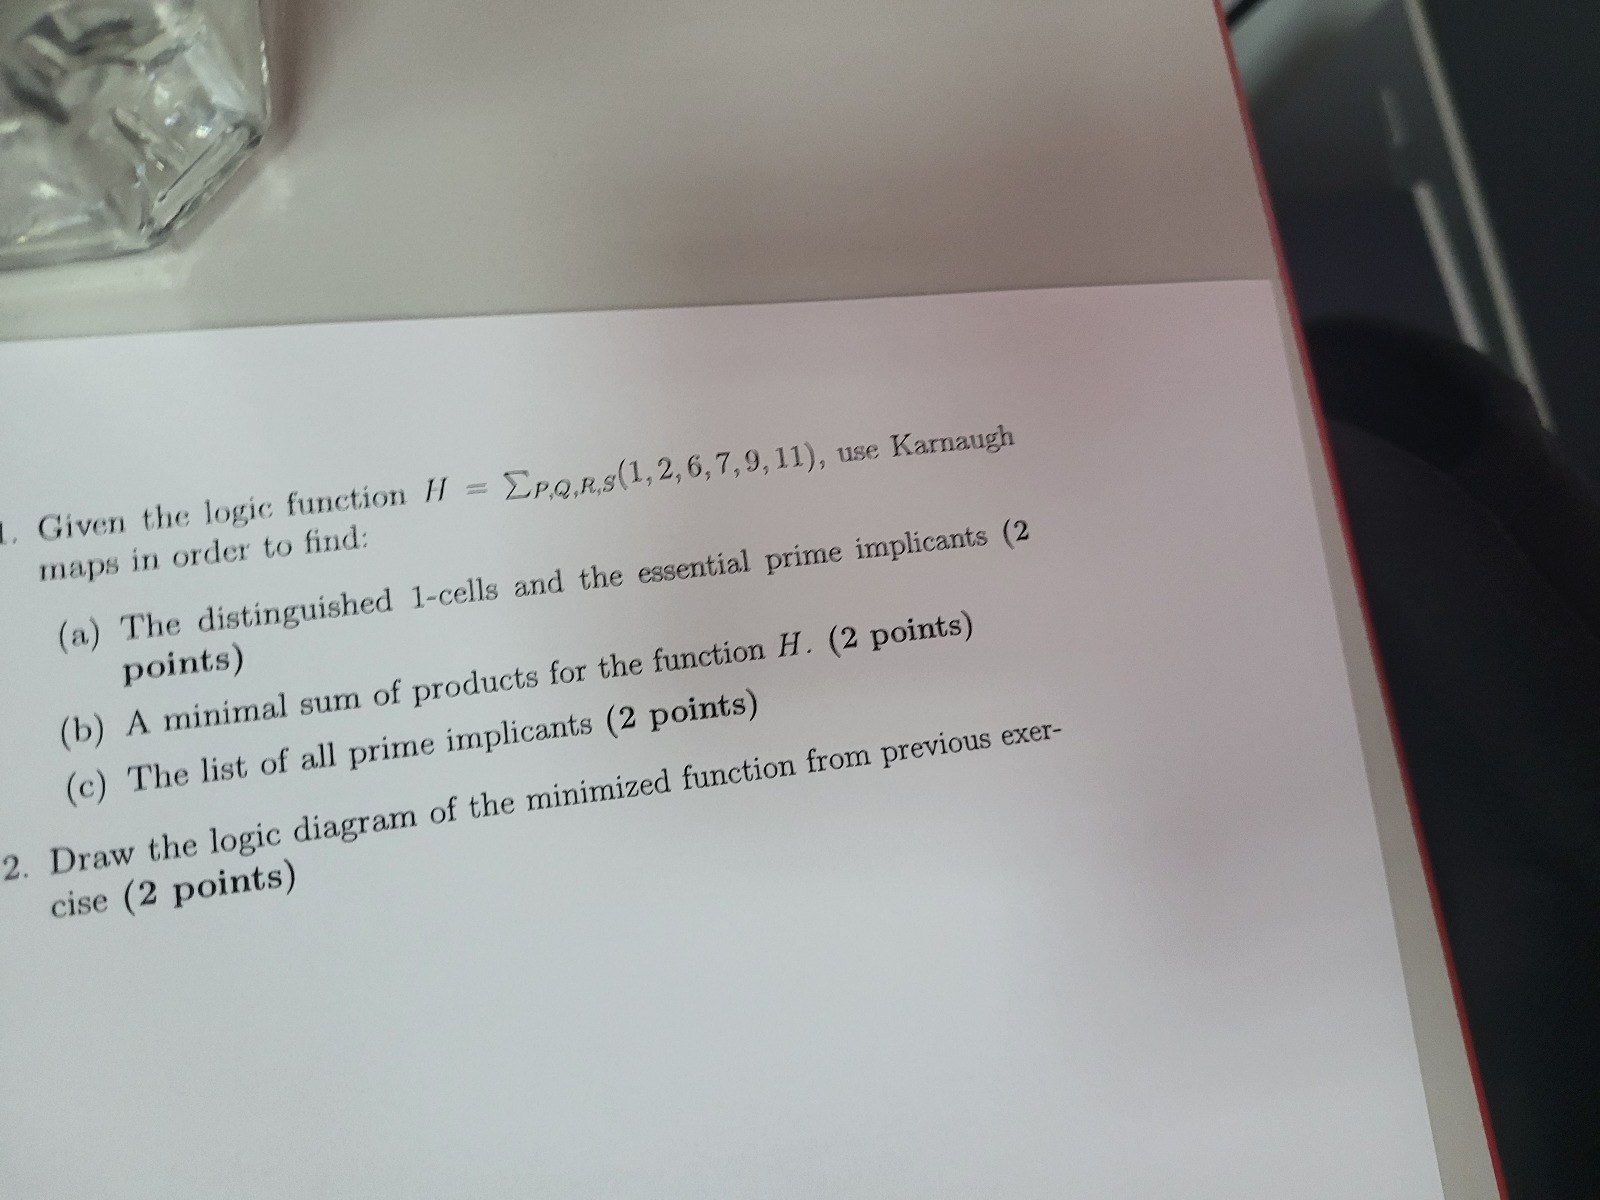 1. Given the logic function H = ∑P,Q,R,S(1, 2, 6, 7, 9, 11), use Karnaugh
maps in order to find:
(a) The distinguished 1-cells and the essential prime implicants (2
points)
(b) A minimal sum of products for the function H. (2 points)
(c) The list of all prime implicants (2 points)
2. Draw the logic diagram of the minimized function from previous exer-
cise (2 points)